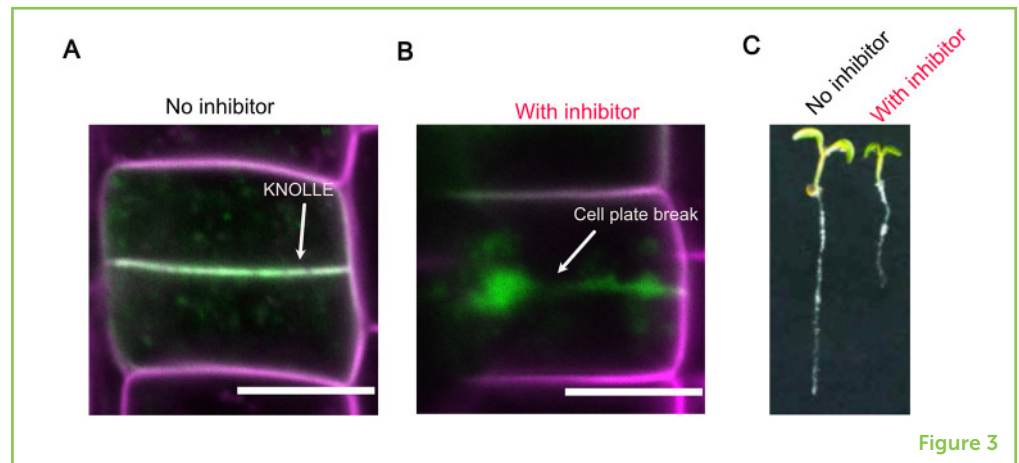 A
No inhibitor
KNOLLE
B
With inhibitor
Cell plate break
C
No inhibitor
With inhibitor
Figure 3